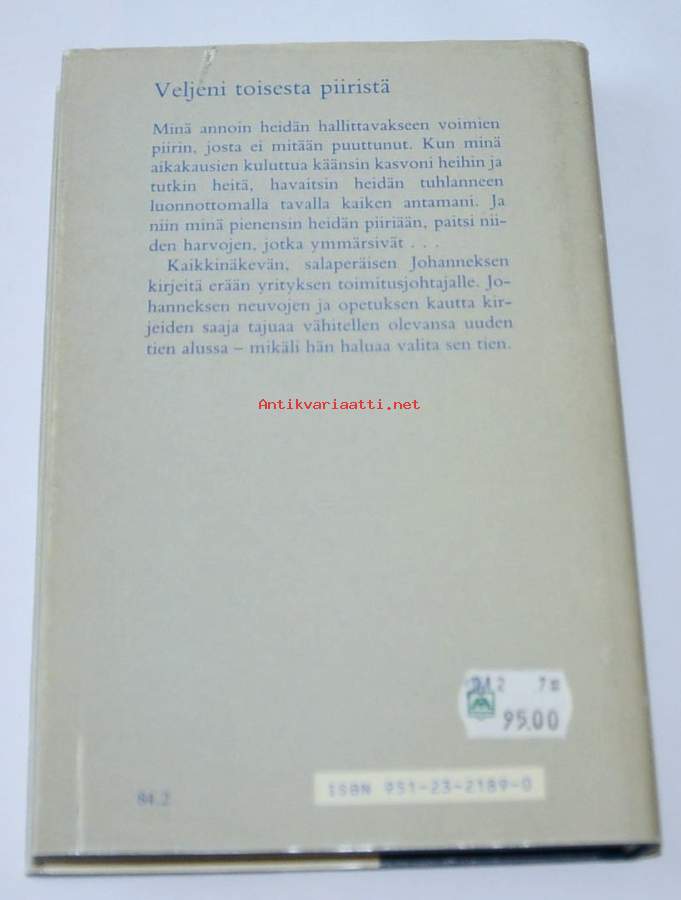 Veljeni toisesta piiristä
Minä annoin heidän hallittavakseen voimien
piirin, josta ei mitään puuttunut. Kun minä
aikakausien kuluttua käänsin kasvoni heihin ja
tutkin heitä, havaitsin heidän tuhlanneen
luonnottomalla tavalla kaiken antamani. Ja
niin minä pienensin heidän piiriään, paitsi nii-
den harvojen, jotka ymmärsivät . . .
Kaikkinäkevän, salaperäisen Johanneksen
kirjeitä erään yrityksen toimitusjohtajalle. Jo-
hanneksen neuvojen ja opetuksen kautta kir-
jeiden saaja tajuaa vähitellen olevansa uuden
tien alussa – mikäli hän haluaa valita sen tien.
Antikvariaatti.net
95.00
84.2
ISBN 951-23-2189-0